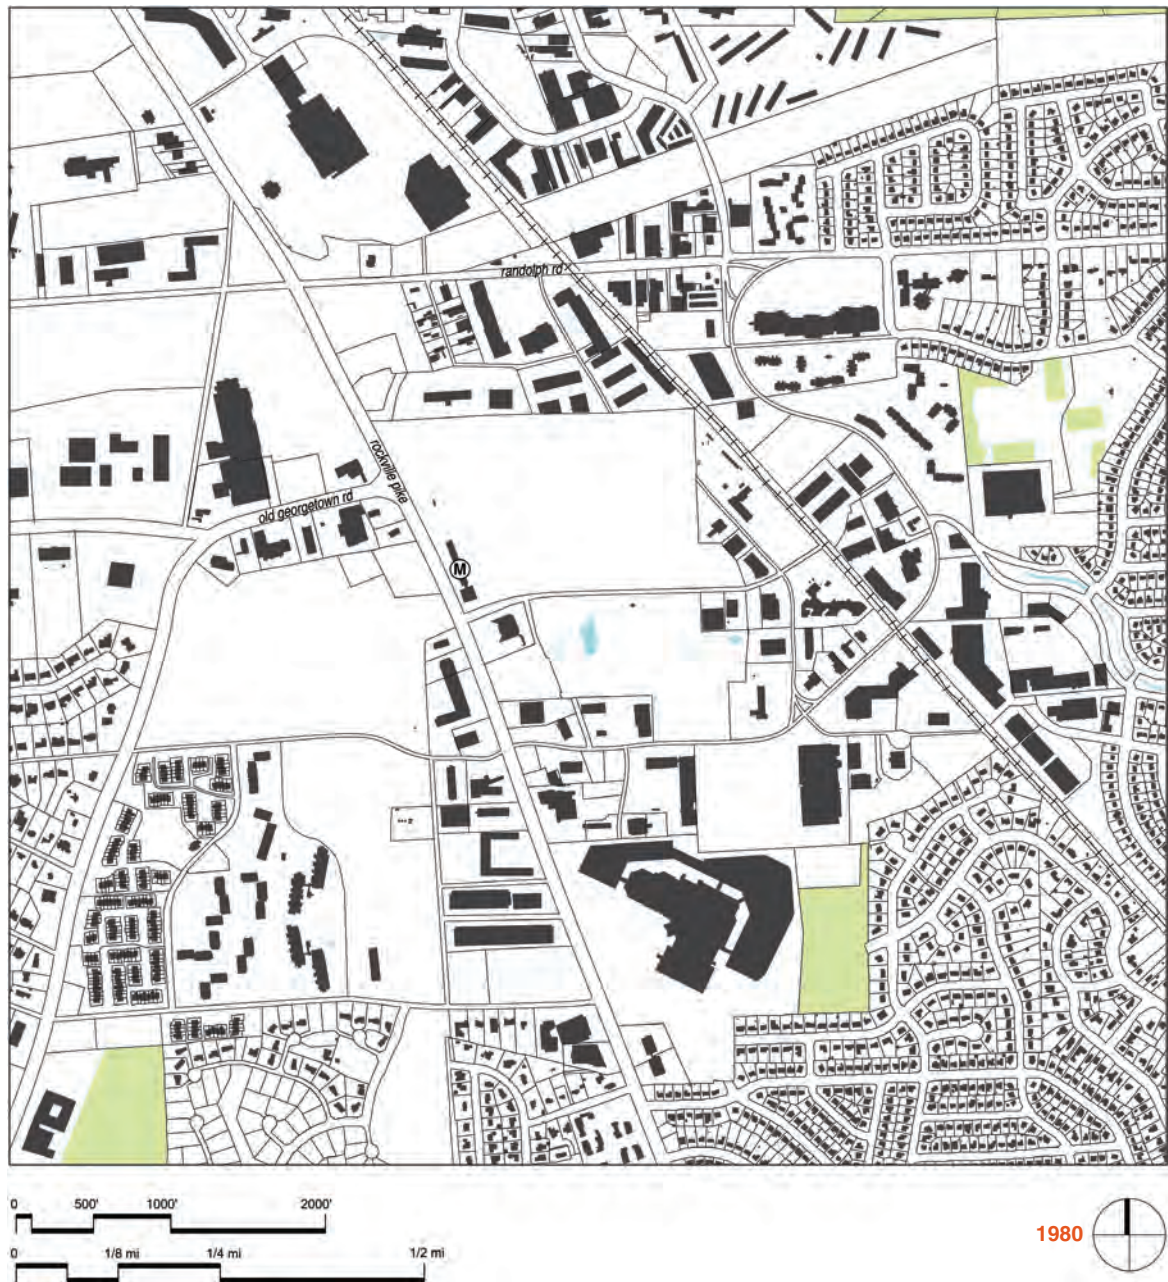 randolph rd
rockville pike
old georgetown rd
M
0 500' 1000' 2000'
0 1/8 mi 1/4 mi 1/2 mi
1980